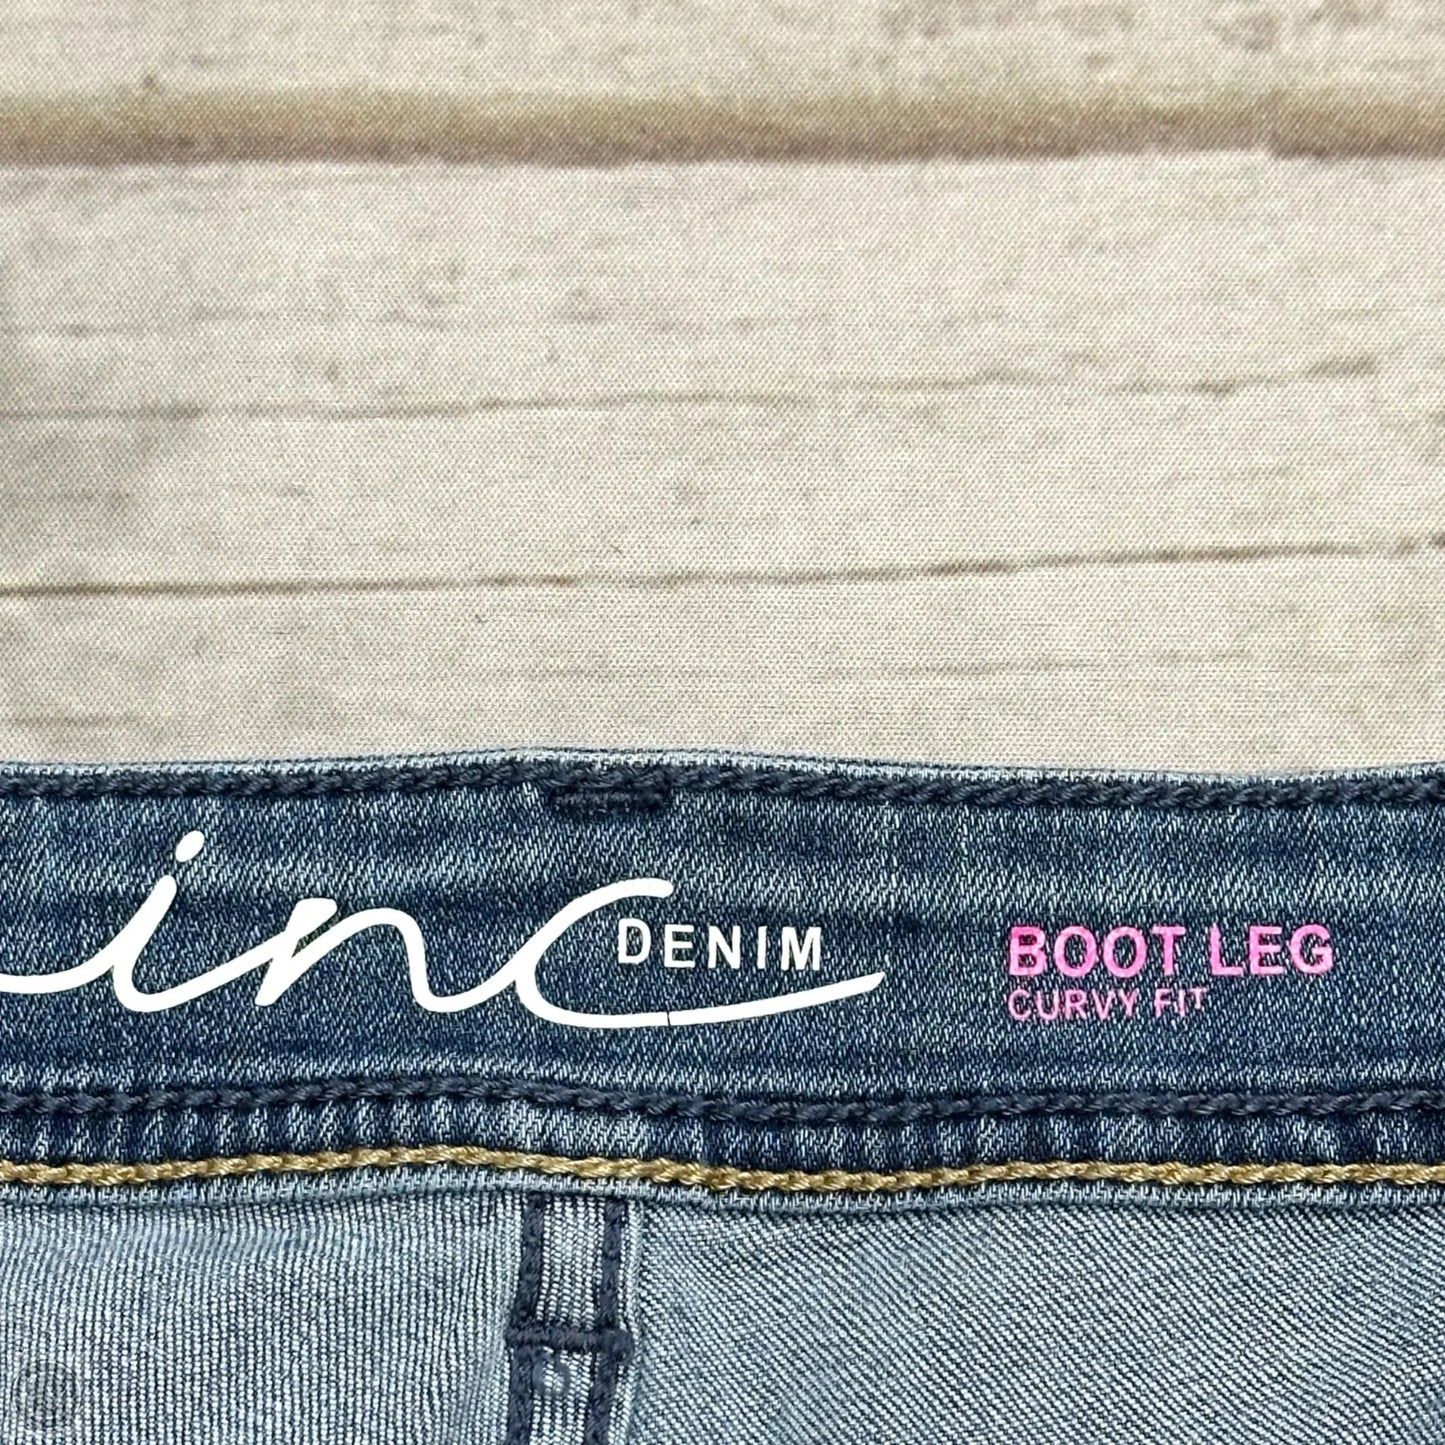 inc DENIM
BOOT LEG
CURVY FIT